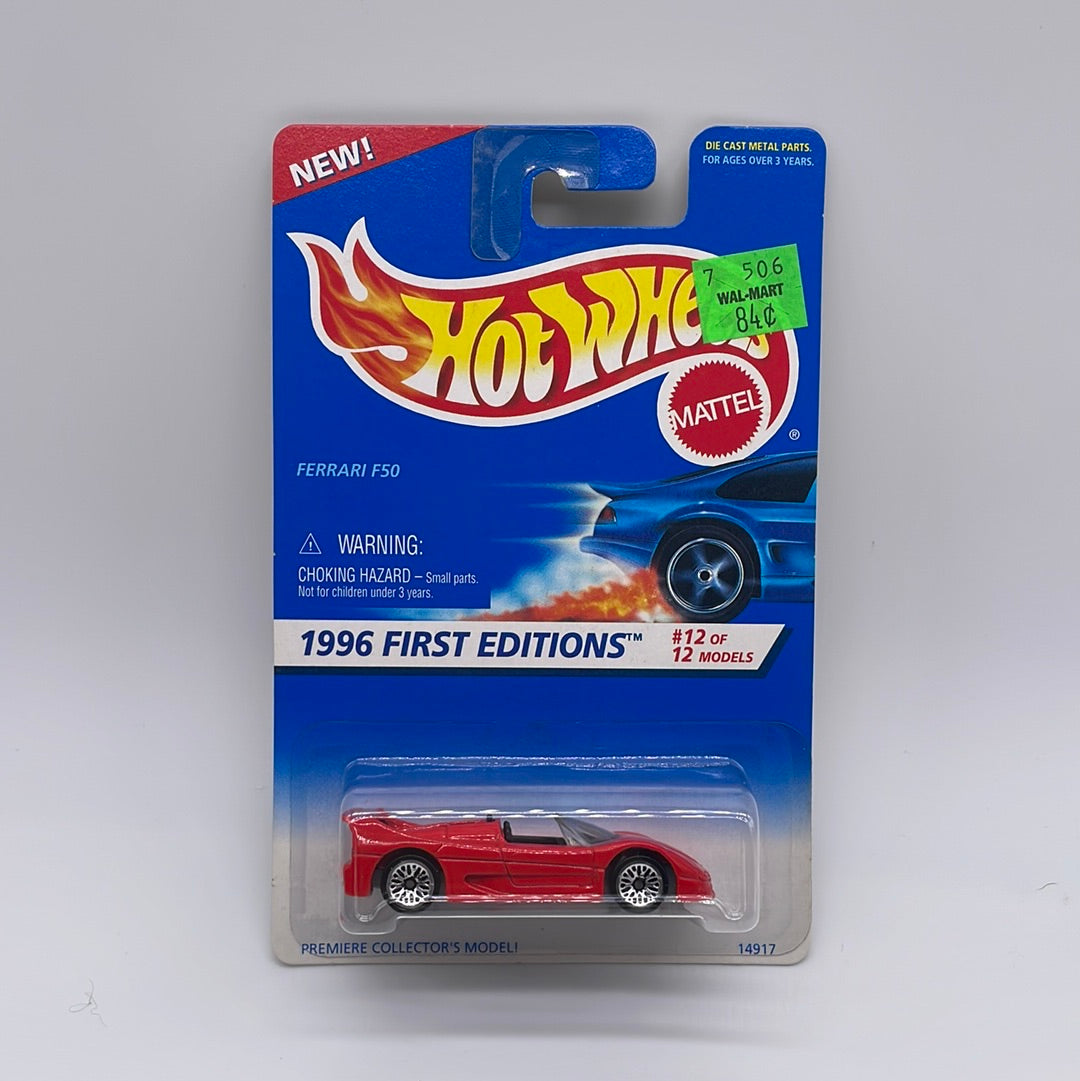 NEW!
DIE CAST METAL PARTS.
FOR AGES OVER 3 YEARS.
HOT WHE
7 506
WAL-MART
84¢
MATTEL
®
FERRARI F50
⚠ WARNING:
CHOKING HAZARD – Small parts.
Not for children under 3 years.
1996 FIRST EDITIONS™
#12 OF
12 MODELS
PREMIERE COLLECTOR'S MODEL!
14917